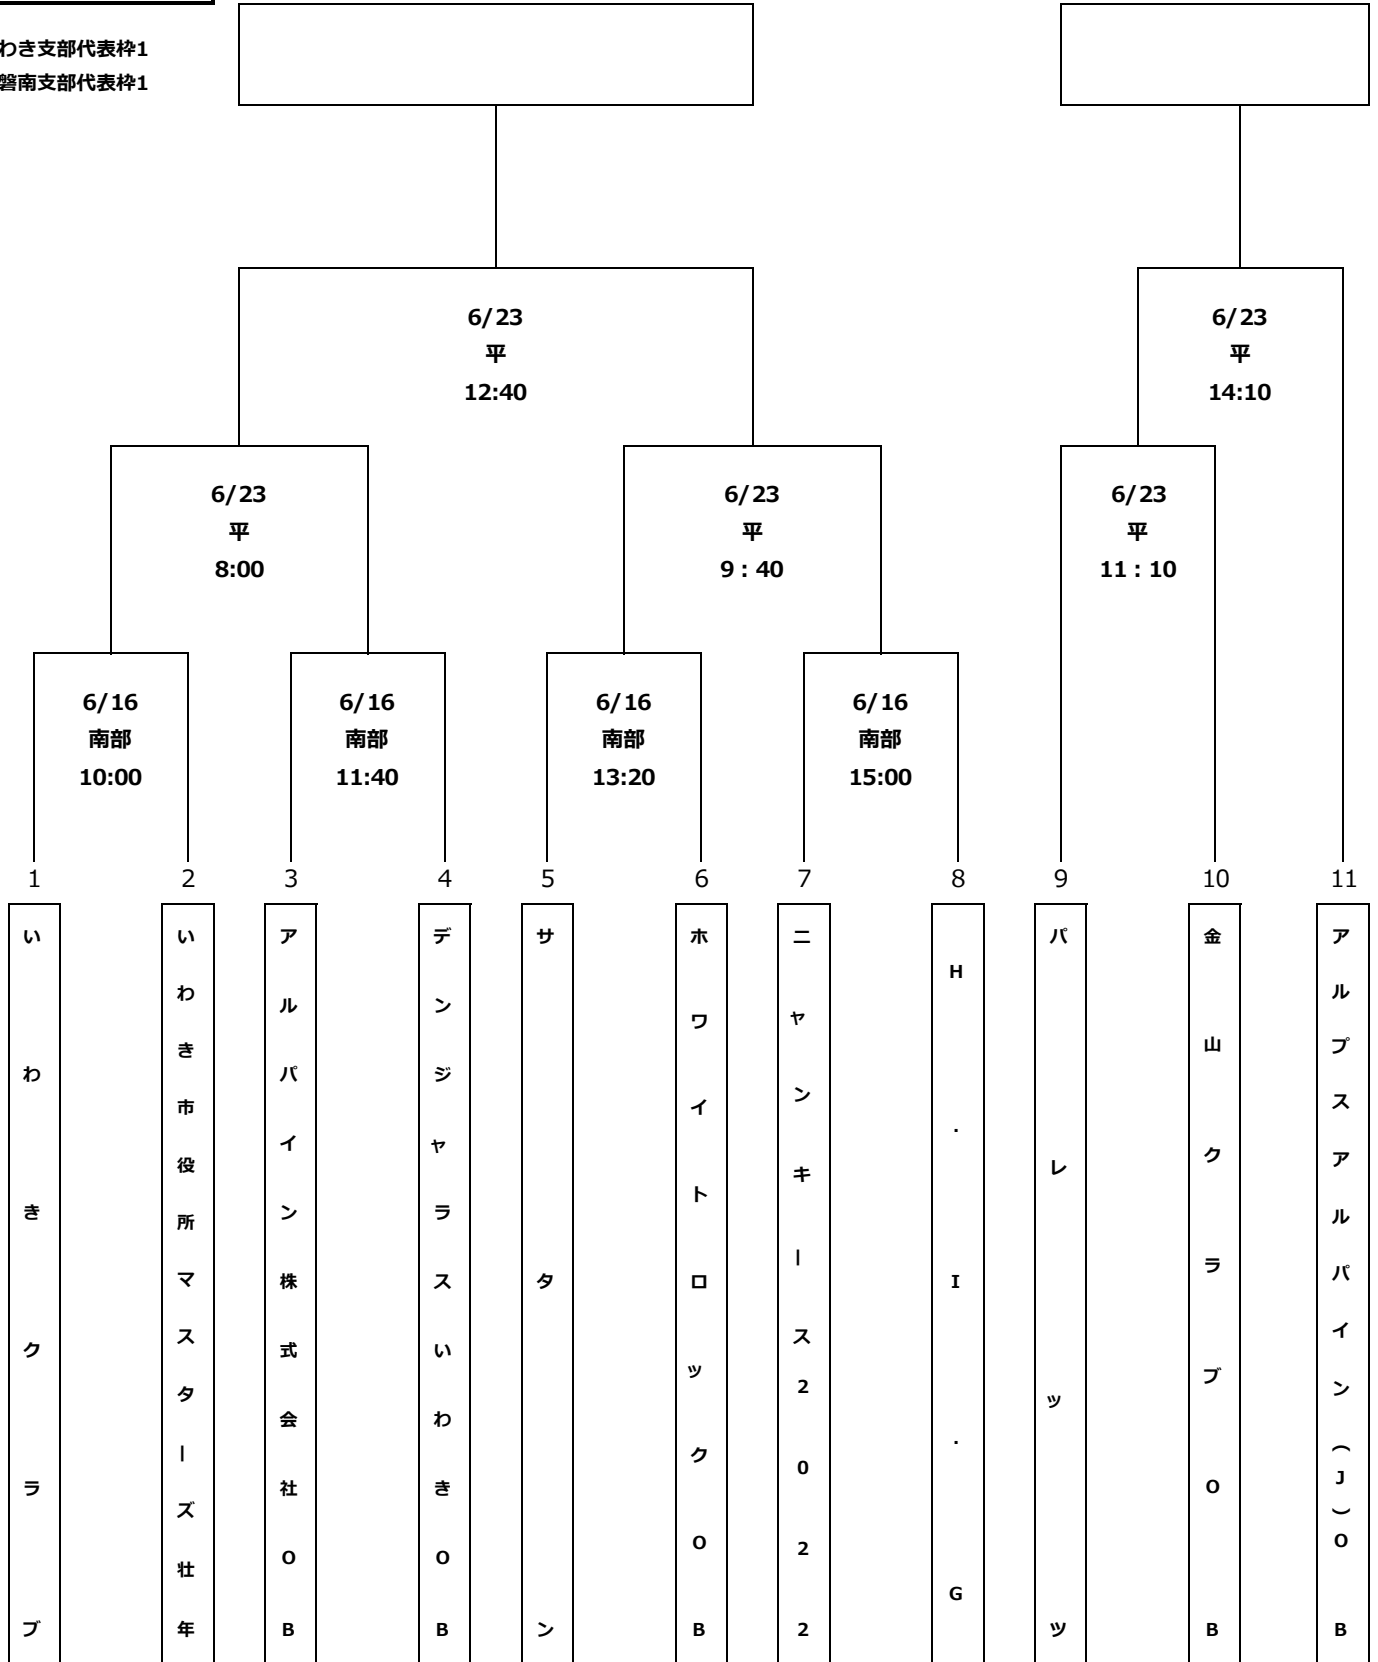 わき支部代表枠1
磐南支部代表枠1
6/23
平
12:40
6/23
平
14:10
6/23
平
8:00
6/23
平
9：40
6/23
平
11：10
6/16
南部
10:00
6/16
南部
11:40
6/16
南部
13:20
6/16
南部
15:00
1
2
3
4
5
6
7
8
9
10
11
いわきクラブ
いわき市役所マスターズ壮年
アルパイン株式会社OB
デンジャラスいわきOB
サタン
ホワイトロックOB
ニャンキース2022
H.I.G
パレッツ
金山クラブOB
アルプスアルパイン(J)OB